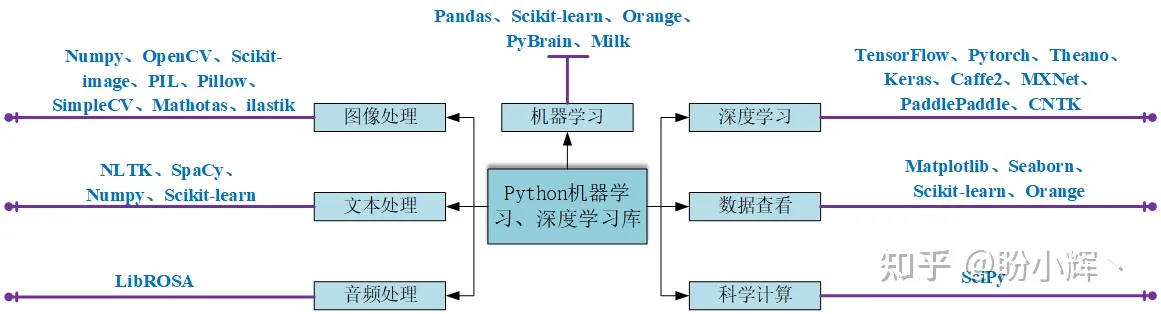 Pandas、Scikit-learn、Orange、
PyBrain、Milk
Numpy、OpenCV、Scikit-
image、PIL、Pillow、
SimpleCV、Mathotas、ilastik
TensorFlow、Pytorch、Theano、
Keras、Caffe2、MXNet、
PaddlePaddle、CNTK
图像处理
机器学习
深度学习
NLTK、SpaCy、
Numpy、Scikit-learn
Python机器学
习、深度学习库
Matplotlib、Seaborn、
Scikit-learn、Orange
文本处理
数据查看
LibROSA
知乎 @盼小辉丶
SciPy
音频处理
科学计算